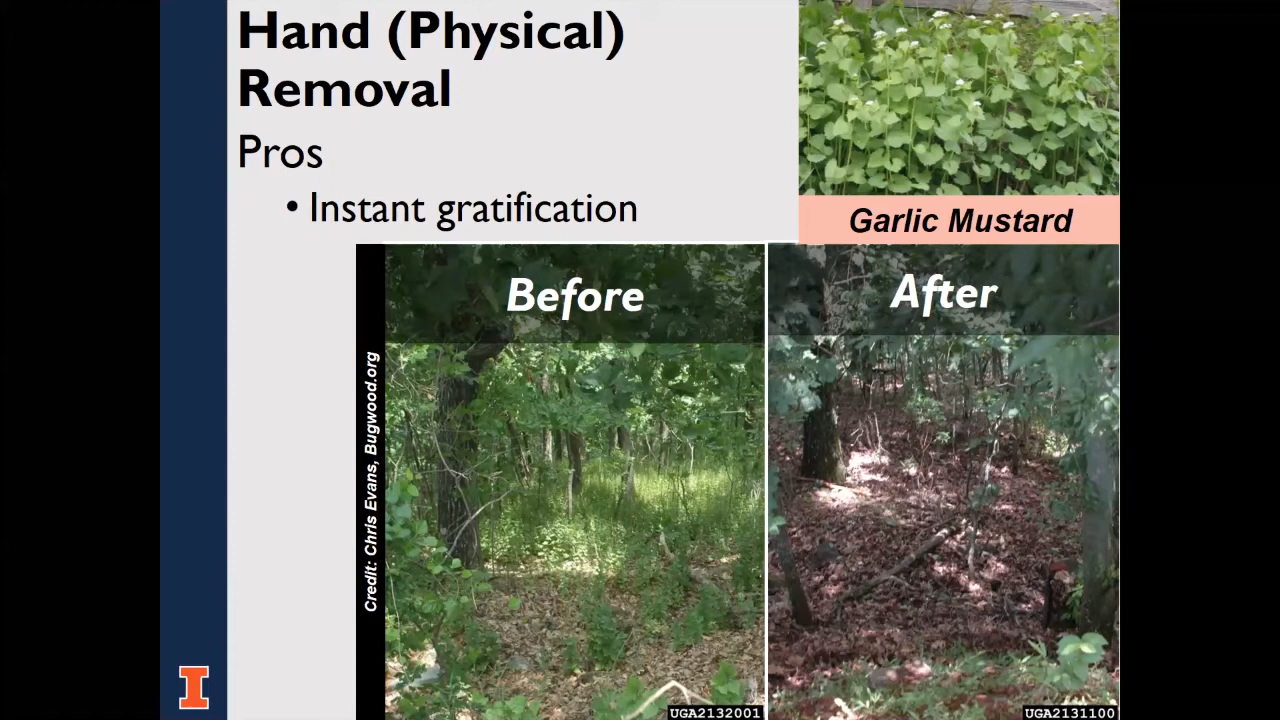 Hand (Physical)
Removal
Pros
• Instant gratification
Garlic Mustard
Before
After
Credit: Chris Evans, Bugwood.org
UGA2132001
UGA2131100
I